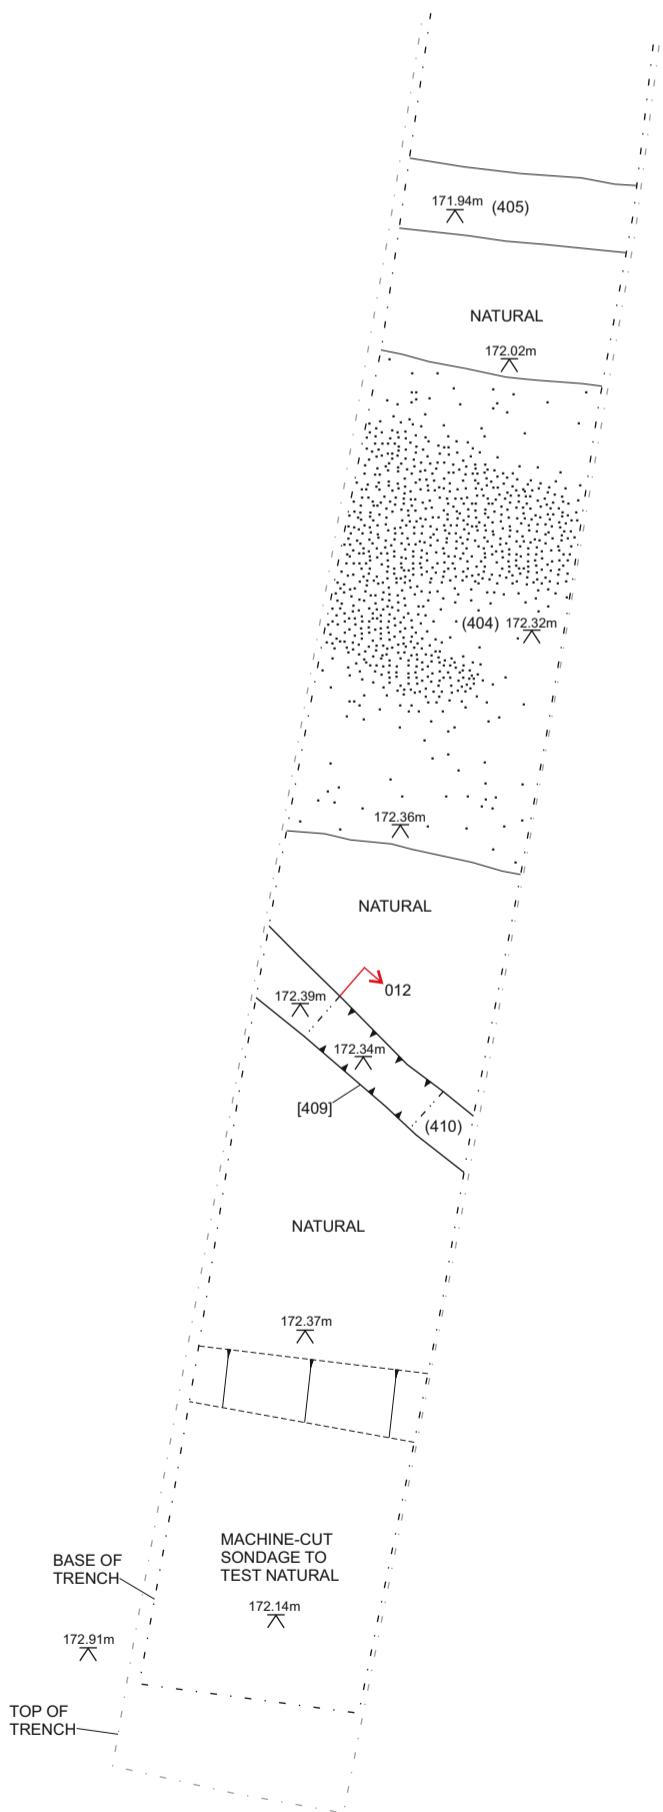 171.94m (405)
NATURAL
172.02m
(404) 172.32m
172.36m
NATURAL
012
172.39m
172.34m
[409]
(410)
NATURAL
172.37m
MACHINE-CUT
SONDAGE TO
TEST NATURAL
BASE OF
TRENCH
172.14m
172.91m
TOP OF
TRENCH